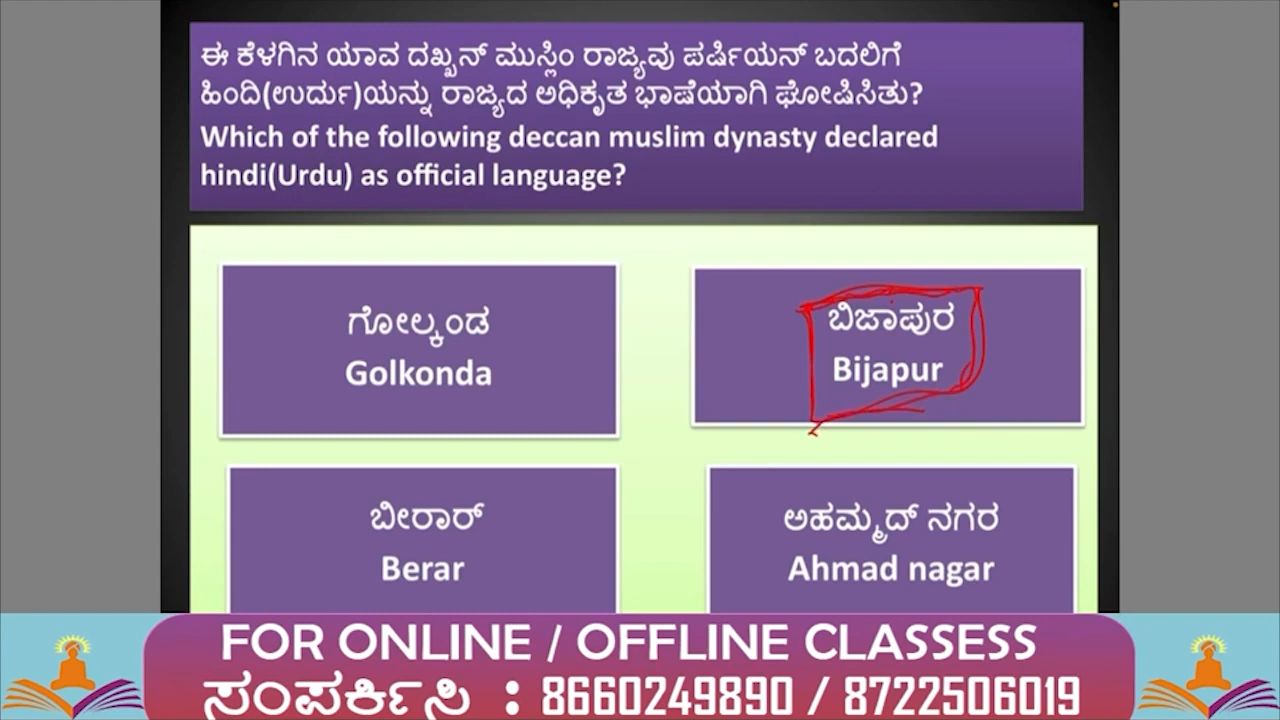 ಈ ಕೆಳಗಿನ ಯಾವ ದಖ್ಖನ್ ಮುಸ್ಲಿಂ ರಾಜ್ಯವು ಪರ್ಷಿಯನ್ ಬದಲಿಗೆ
ಹಿಂದಿ(ಉರ್ದು)ಯನ್ನು ರಾಜ್ಯದ ಅಧಿಕೃತ ಭಾಷೆಯಾಗಿ ಘೋಷಿಸಿತು?
Which of the following deccan muslim dynasty declared
hindi(Urdu) as official language?
ಗೋಲ್ಕಂಡ
Golkonda
ಬಿಜಾಪುರ
Bijapur
ಬೀರಾರ್
Berar
ಅಹಮ್ಮದ್ ನಗರ
Ahmad nagar
FOR ONLINE / OFFLINE CLASSESS
ಸಂಪರ್ಕಿಸಿ : 8660249890 / 8722506019